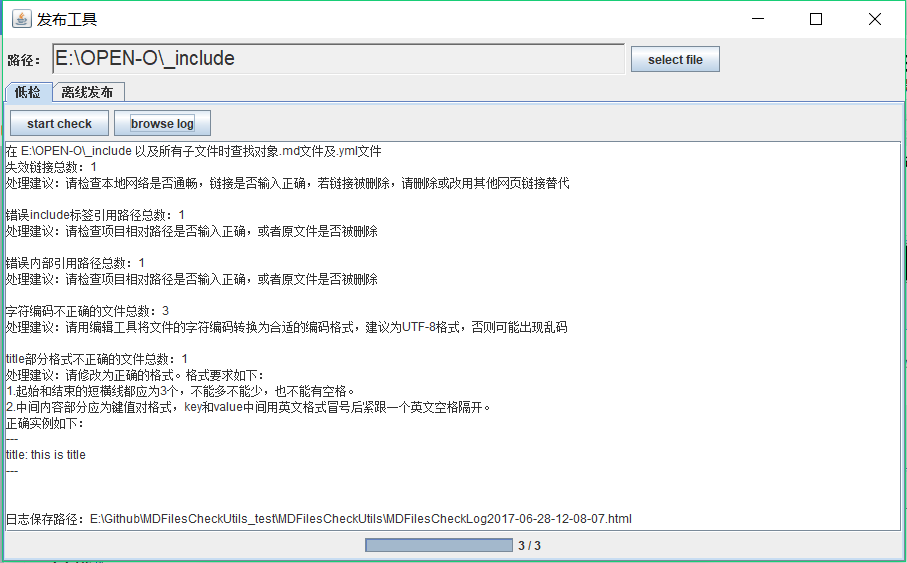 发布工具
路径： E:\OPEN-O\_include select file
低检 离线发布
start check browse log
在 E:\OPEN-O\_include 以及所有子文件时查找对象.md文件及.yml文件
失效链接总数：1
处理建议：请检查本地网络是否通畅，链接是否输入正确，若链接被删除，请删除或改用其他网页链接替代
错误include标签引用路径总数：1
处理建议：请检查项目相对路径是否输入正确，或者原文件是否被删除
错误内部引用路径总数：1
处理建议：请检查项目相对路径是否输入正确，或者原文件是否被删除
字符编码不正确的文件总数：3
处理建议：请用编辑工具将文件的字符编码转换为合适的编码格式，建议为UTF-8格式，否则可能出现乱码
title部分格式不正确的文件总数：1
处理建议：请修改为正确的格式。格式要求如下：
1.起始和结束的短横线都应为3个，不能多不能少，也不能有空格。
2.中间内容部分应为键值对格式，key和value中间用英文格式冒号后紧跟一个英文空格隔开。
正确实例如下：
---
title: this is title
---
日志保存路径：E:\Github\MDFilesCheckUtils_test\MDFilesCheckUtils\MDFilesCheckLog2017-06-28-12-08-07.html
3 / 3